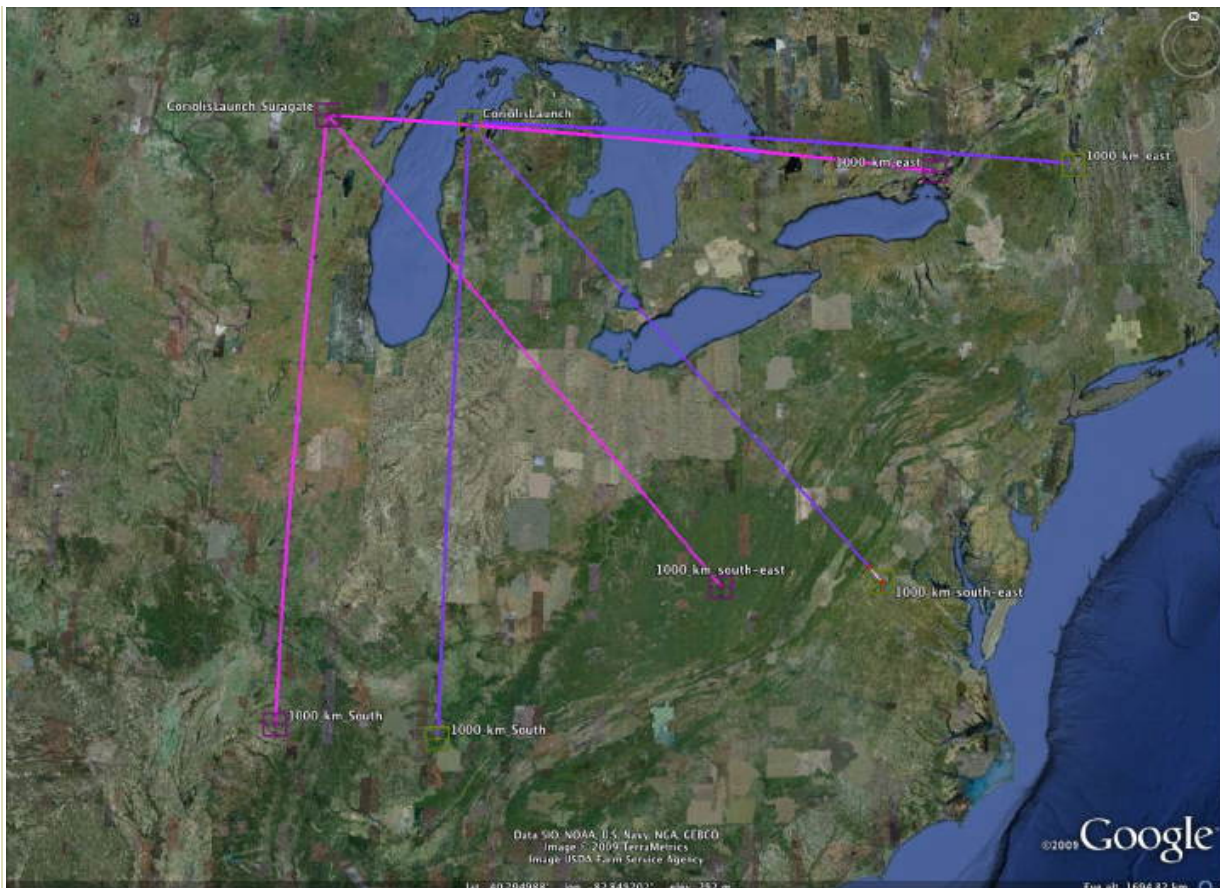 CoriolisLaunch_Suragate
CoriolisLaunch
1000_km_east
1000_km_east
1000_km_south-east
1000_km_south-east
1000_km_South
1000_km_South
Data SIO, NOAA, U.S. Navy, NGA, GEBCO
Image © 2009 TerraMetrics
Image USDA Farm Service Agency
©2009 Google